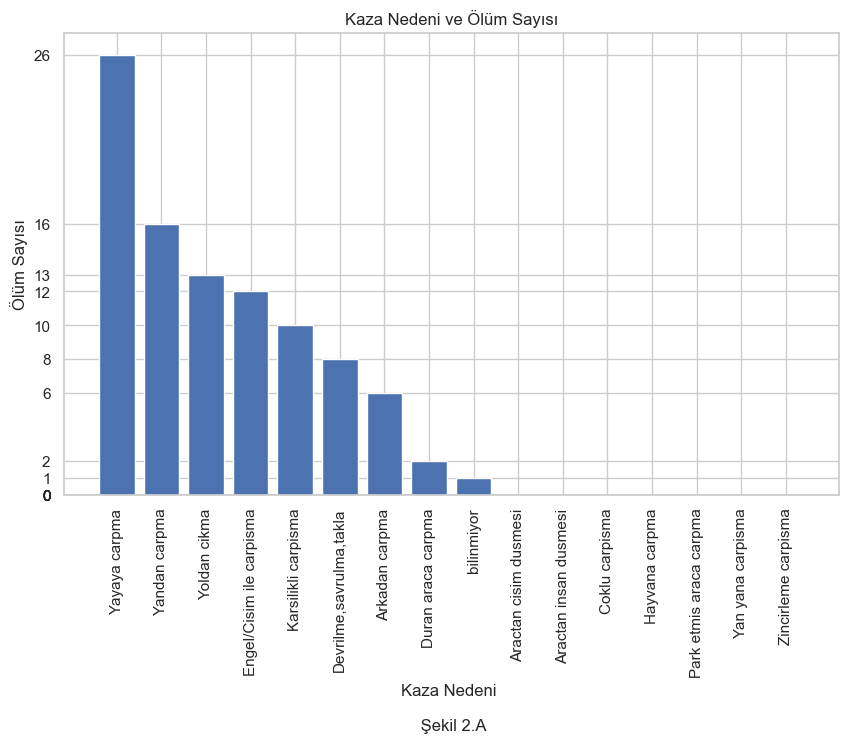 Kaza Nedeni ve Ölüm Sayısı
Ölüm Sayısı
26
16
13
12
10
8
6
2
1
0
Yayaya carpma
Yandan carpma
Yoldan cikma
Engel/Cisim ile carpisma
Karsilikli carpisma
Devrilme,savrulma,takla
Arkadan carpma
Duran araca carpma
bilinmiyor
Aractan cisim dusmesi
Aractan insan dusmesi
Coklu carpisma
Hayvana carpma
Park etmis araca carpma
Yan yana carpisma
Zincirleme carpisma
Kaza Nedeni
Şekil 2.A